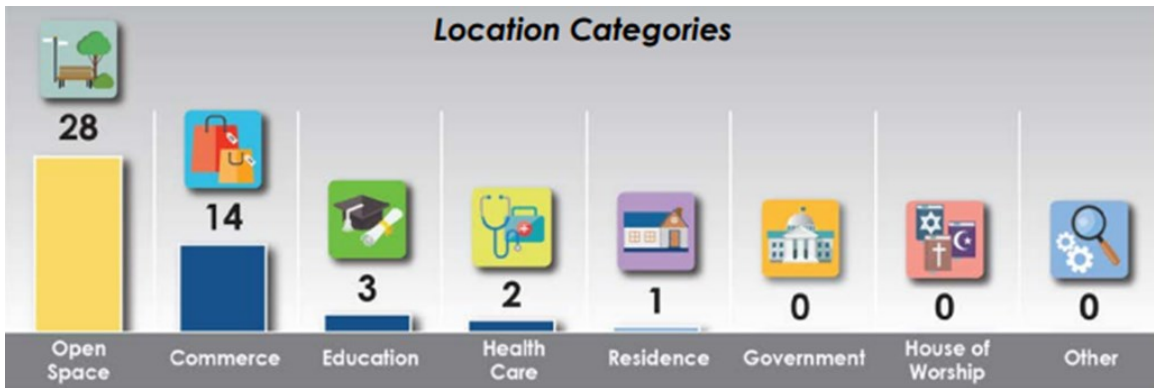 Location Categories
28
14
3
2
1
0
0
0
Open
Space
Commerce
Education
Health
Care
Residence
Government
House of
Worship
Other